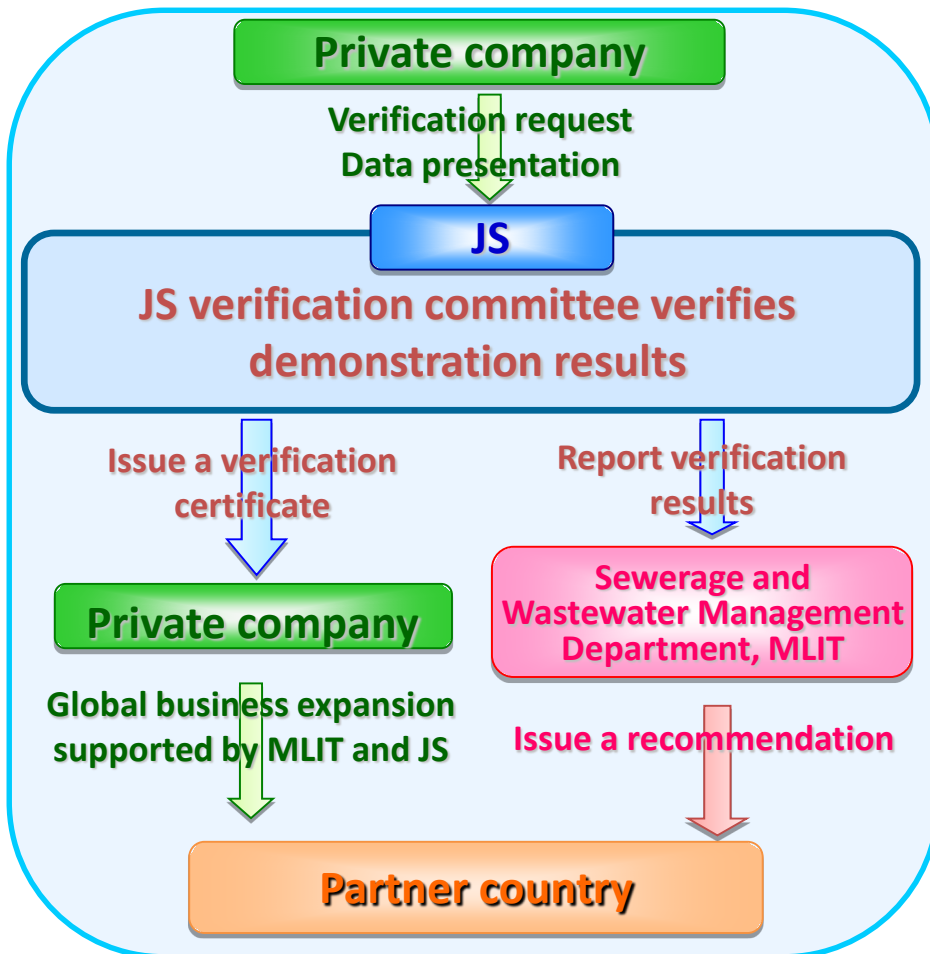 Private company
Verification request
Data presentation
JS
JS verification committee verifies
demonstration results
Issue a verification
certificate
Report verification
results
Private company
Sewerage and
Wastewater Management
Department, MLIT
Global business expansion
supported by MLIT and JS
Issue a recommendation
Partner country